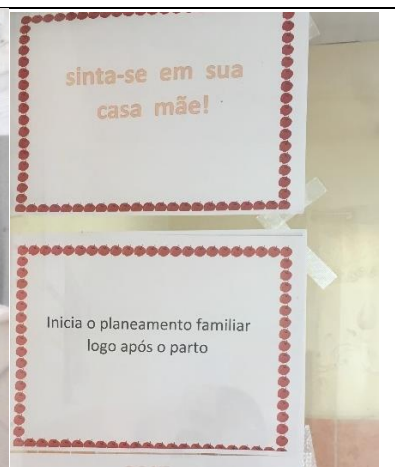 sinta-se em sua
casa mãe!
Inicia o planeamento familiar
logo após o parto